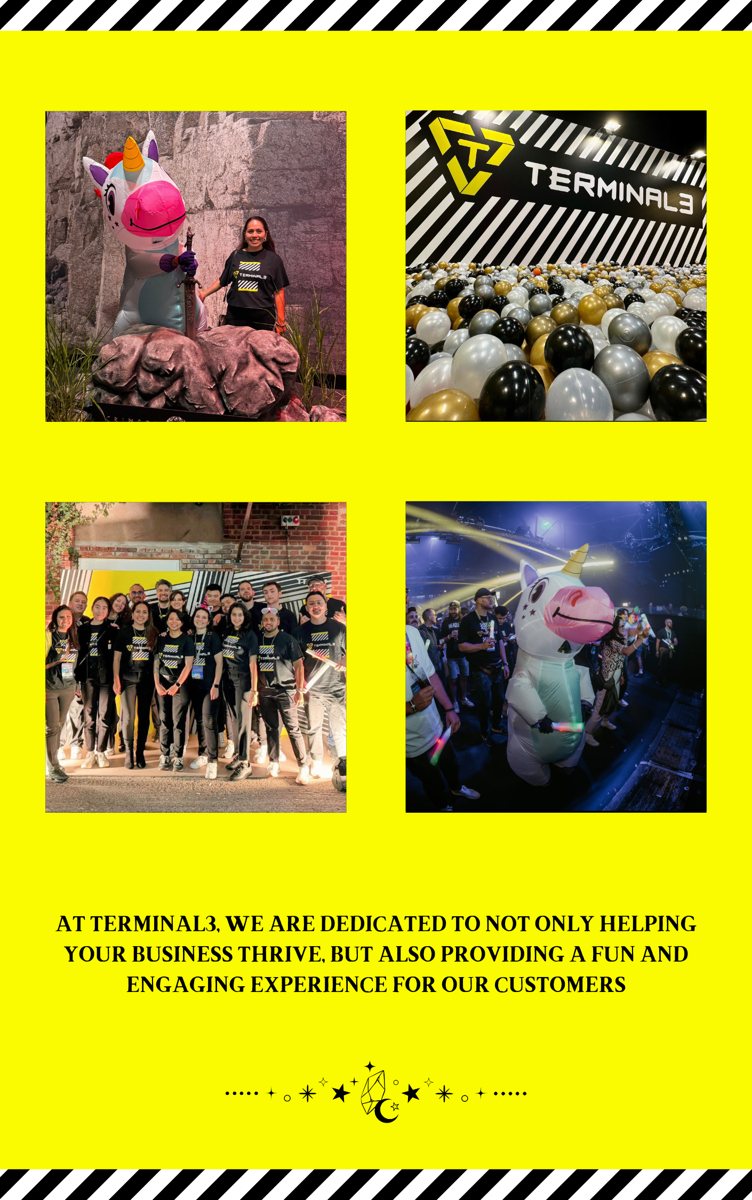 TERMINAL3
T TERMINAL3
AT TERMINAL3, WE ARE DEDICATED TO NOT ONLY HELPING
YOUR BUSINESS THRIVE, BUT ALSO PROVIDING A FUN AND
ENGAGING EXPERIENCE FOR OUR CUSTOMERS